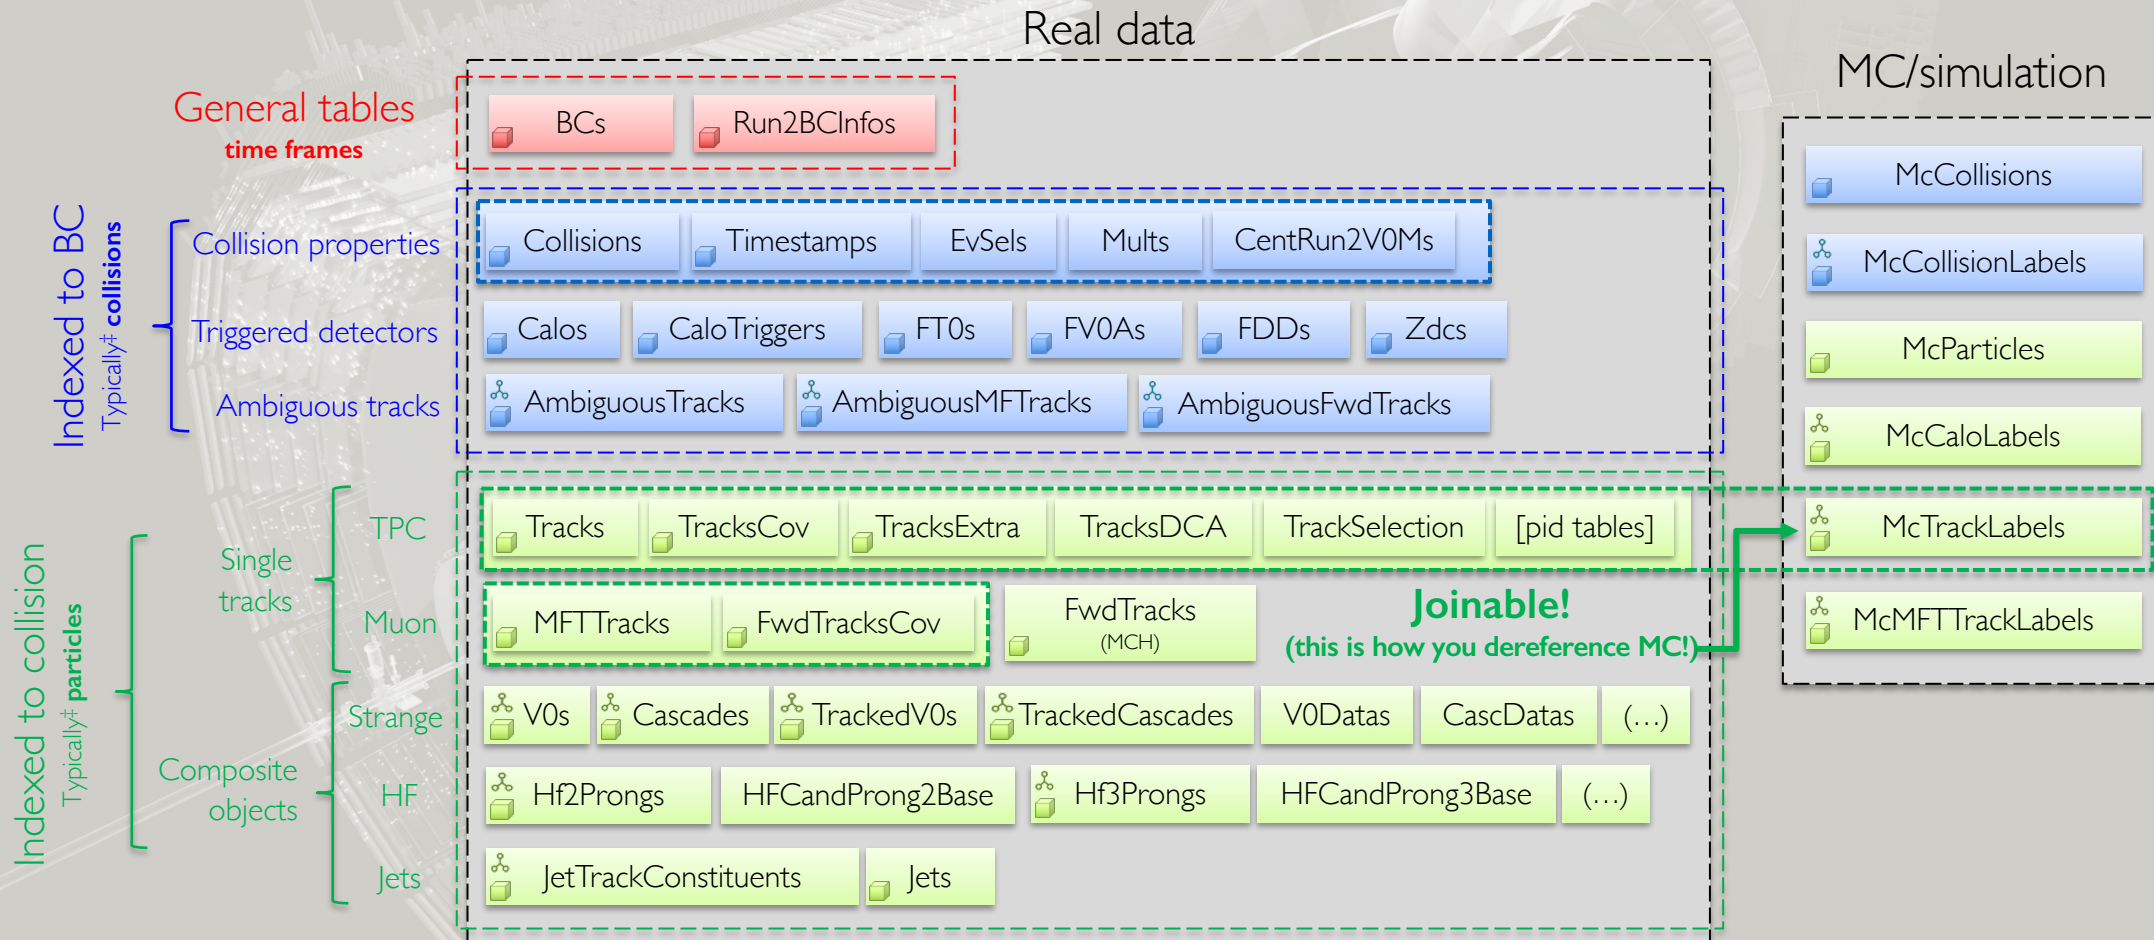 Real data
MC/simulation
General tables
time frames
BCs
Run2BCInfos
Indexed to BC
Typically‡ collisions
Collision properties
Collisions
Timestamps
EvSels
Mults
CentRun2V0Ms
Triggered detectors
Calos
CaloTriggers
FT0s
FV0As
FDDs
Zdcs
Ambiguous tracks
AmbiguousTracks
AmbiguousMFTracks
AmbiguousFwdTracks
Indexed to collision
Typically‡ particles
Single
tracks
TPC
Tracks
TracksCov
TracksExtra
TracksDCA
TrackSelection
[pid tables]
Muon
MFTTracks
FwdTracksCov
FwdTracks
(MCH)
Joinable!
(this is how you dereference MC!)
Composite
objects
Strange
V0s
Cascades
TrackedV0s
TrackedCascades
V0Datas
CascDatas
(…)
HF
Hf2Prongs
HFCandProng2Base
Hf3Prongs
HFCandProng3Base
(…)
Jets
JetTrackConstituents
Jets
McCollisions
McCollisionLabels
McParticles
McCaloLabels
McTrackLabels
McMFTTrackLabels